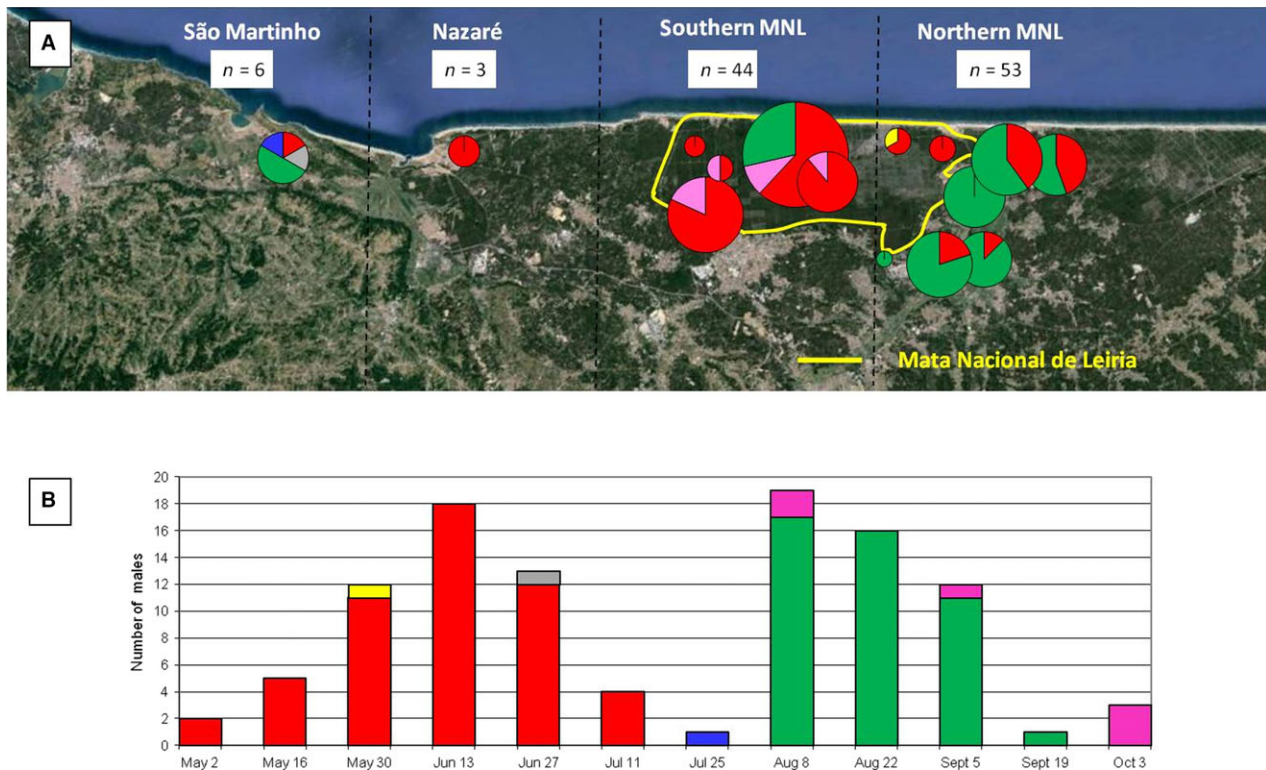 A
São Martinho
n = 6
Nazaré
n = 3
Southern MNL
n = 44
Northern MNL
n = 53
Mata Nacional de Leiria
B
Number of males
20
18
16
14
12
10
8
6
4
2
0
May 2 May 16 May 30 Jun 13 Jun 27 Jul 11 Jul 25 Aug 8 Aug 22 Sept 5 Sept 19 Oct 3